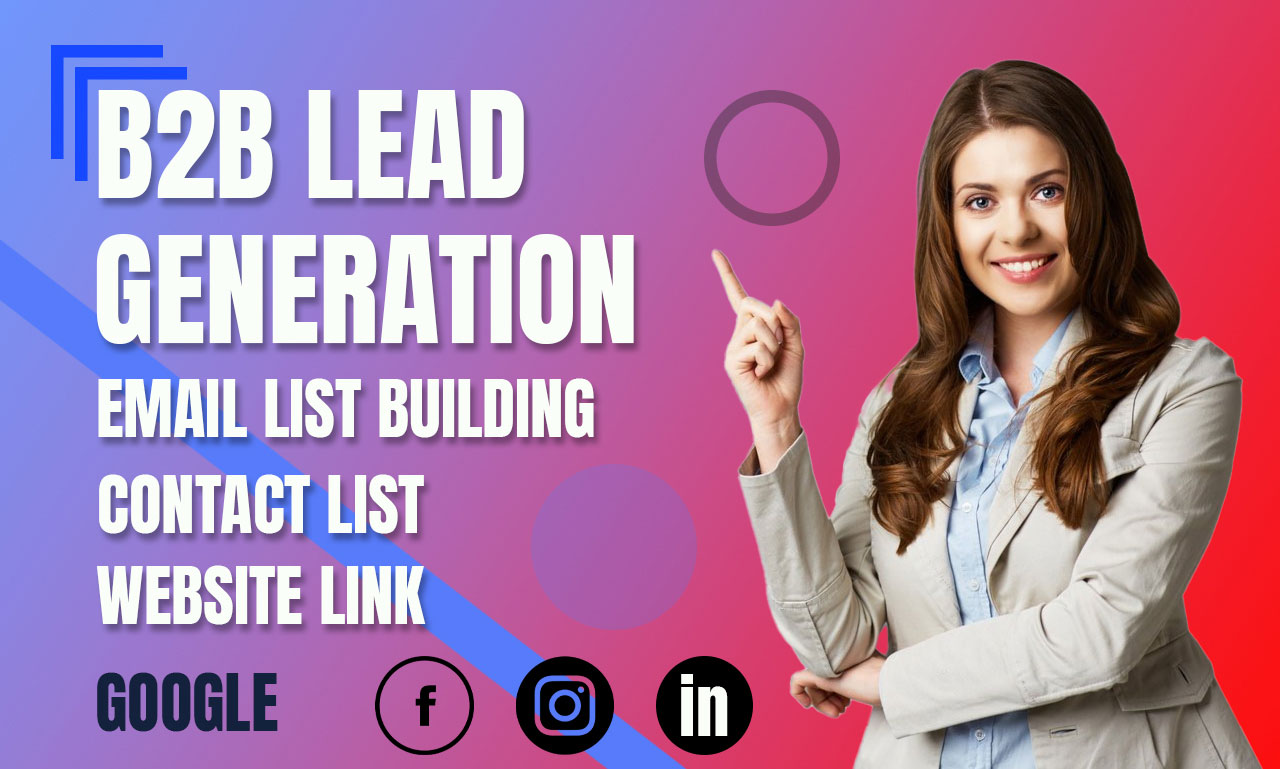 B2B LEAD
GENERATION
EMAIL LIST BUILDING
CONTACT LIST
WEBSITE LINK
GOOGLE
f
in